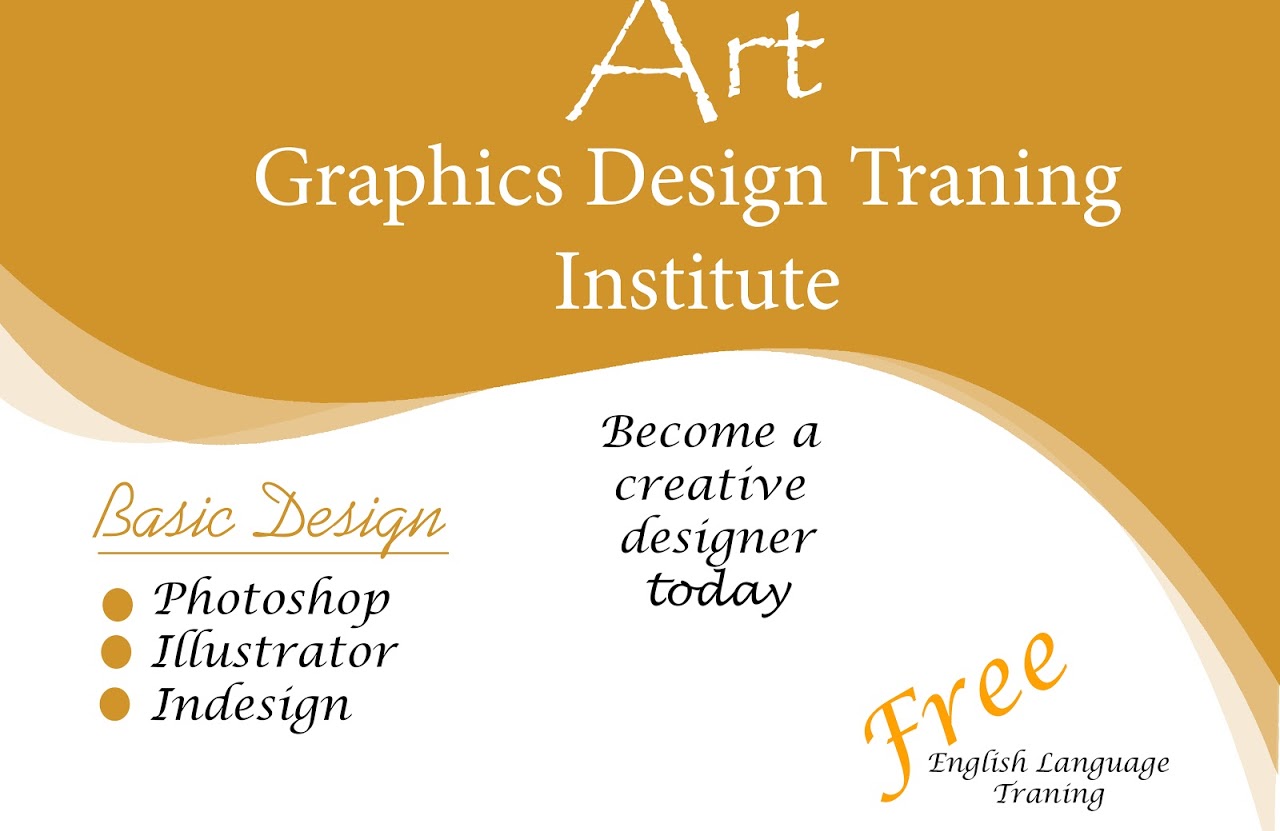 Art
Graphics Design Traning
Institute
Become a
creative
designer
today
Basic Design
Photoshop
Illustrator
Indesign
Free
English Language
Traning